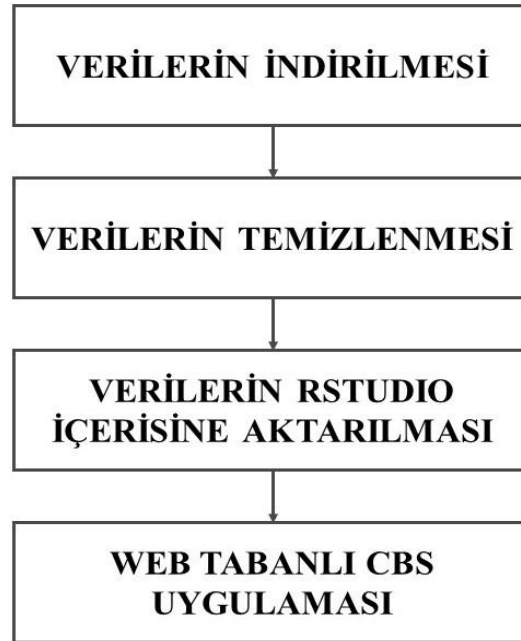 VERİLERİN İNDİRİLMESİ
VERİLERİN TEMİZLENMESİ
VERİLERİN RSTUDIO
İÇERİSİNE AKTARILMASI
WEB TABANLI CBS
UYGULAMASI